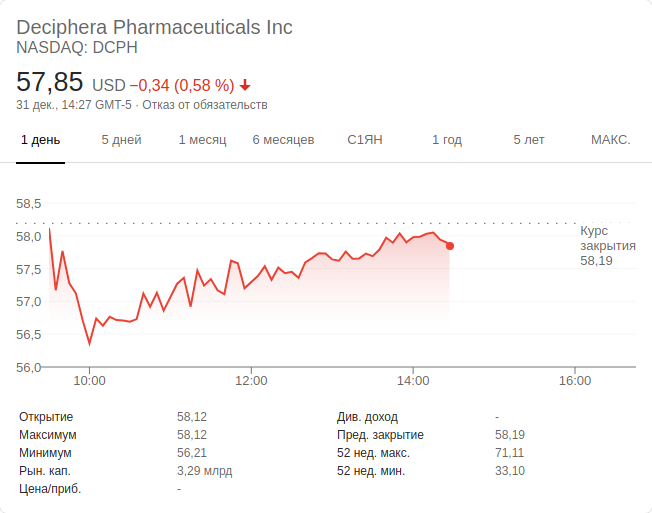 Deciphera Pharmaceuticals Inc
NASDAQ: DCPH
57,85 USD −0,34 (0,58 %)
31 дек., 14:27 GMT-5 · Отказ от обязательств
1 день 5 дней 1 месяц 6 месяцев С1ЯН 1 год 5 лет МАКС.
58,5
58,0
57,5
57,0
56,5
56,0
Курс
закрытия
58,19
10:00 12:00 14:00 16:00
Открытие 58,12 Див. доход -
Максимум 58,12 Пред. закрытие 58,19
Минимум 56,21 52 нед. макс. 71,11
Рын. кап. 3,29 млрд 52 нед. мин. 33,10
Цена/приб. -